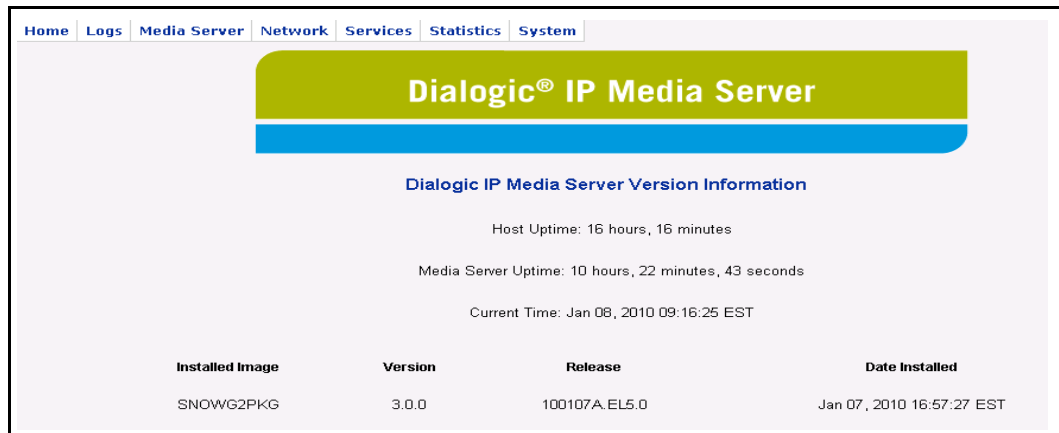 Home Logs Media Server Network Services Statistics System
Dialogic® IP Media Server
Dialogic IP Media Server Version Information
Host Uptime: 16 hours, 16 minutes
Media Server Uptime: 10 hours, 22 minutes, 43 seconds
Current Time: Jan 08, 2010 09:16:25 EST
Installed Image Version Release Date Installed
SNOWG2PKG 3.0.0 100107A.EL5.0 Jan 07, 2010 16:57:27 EST